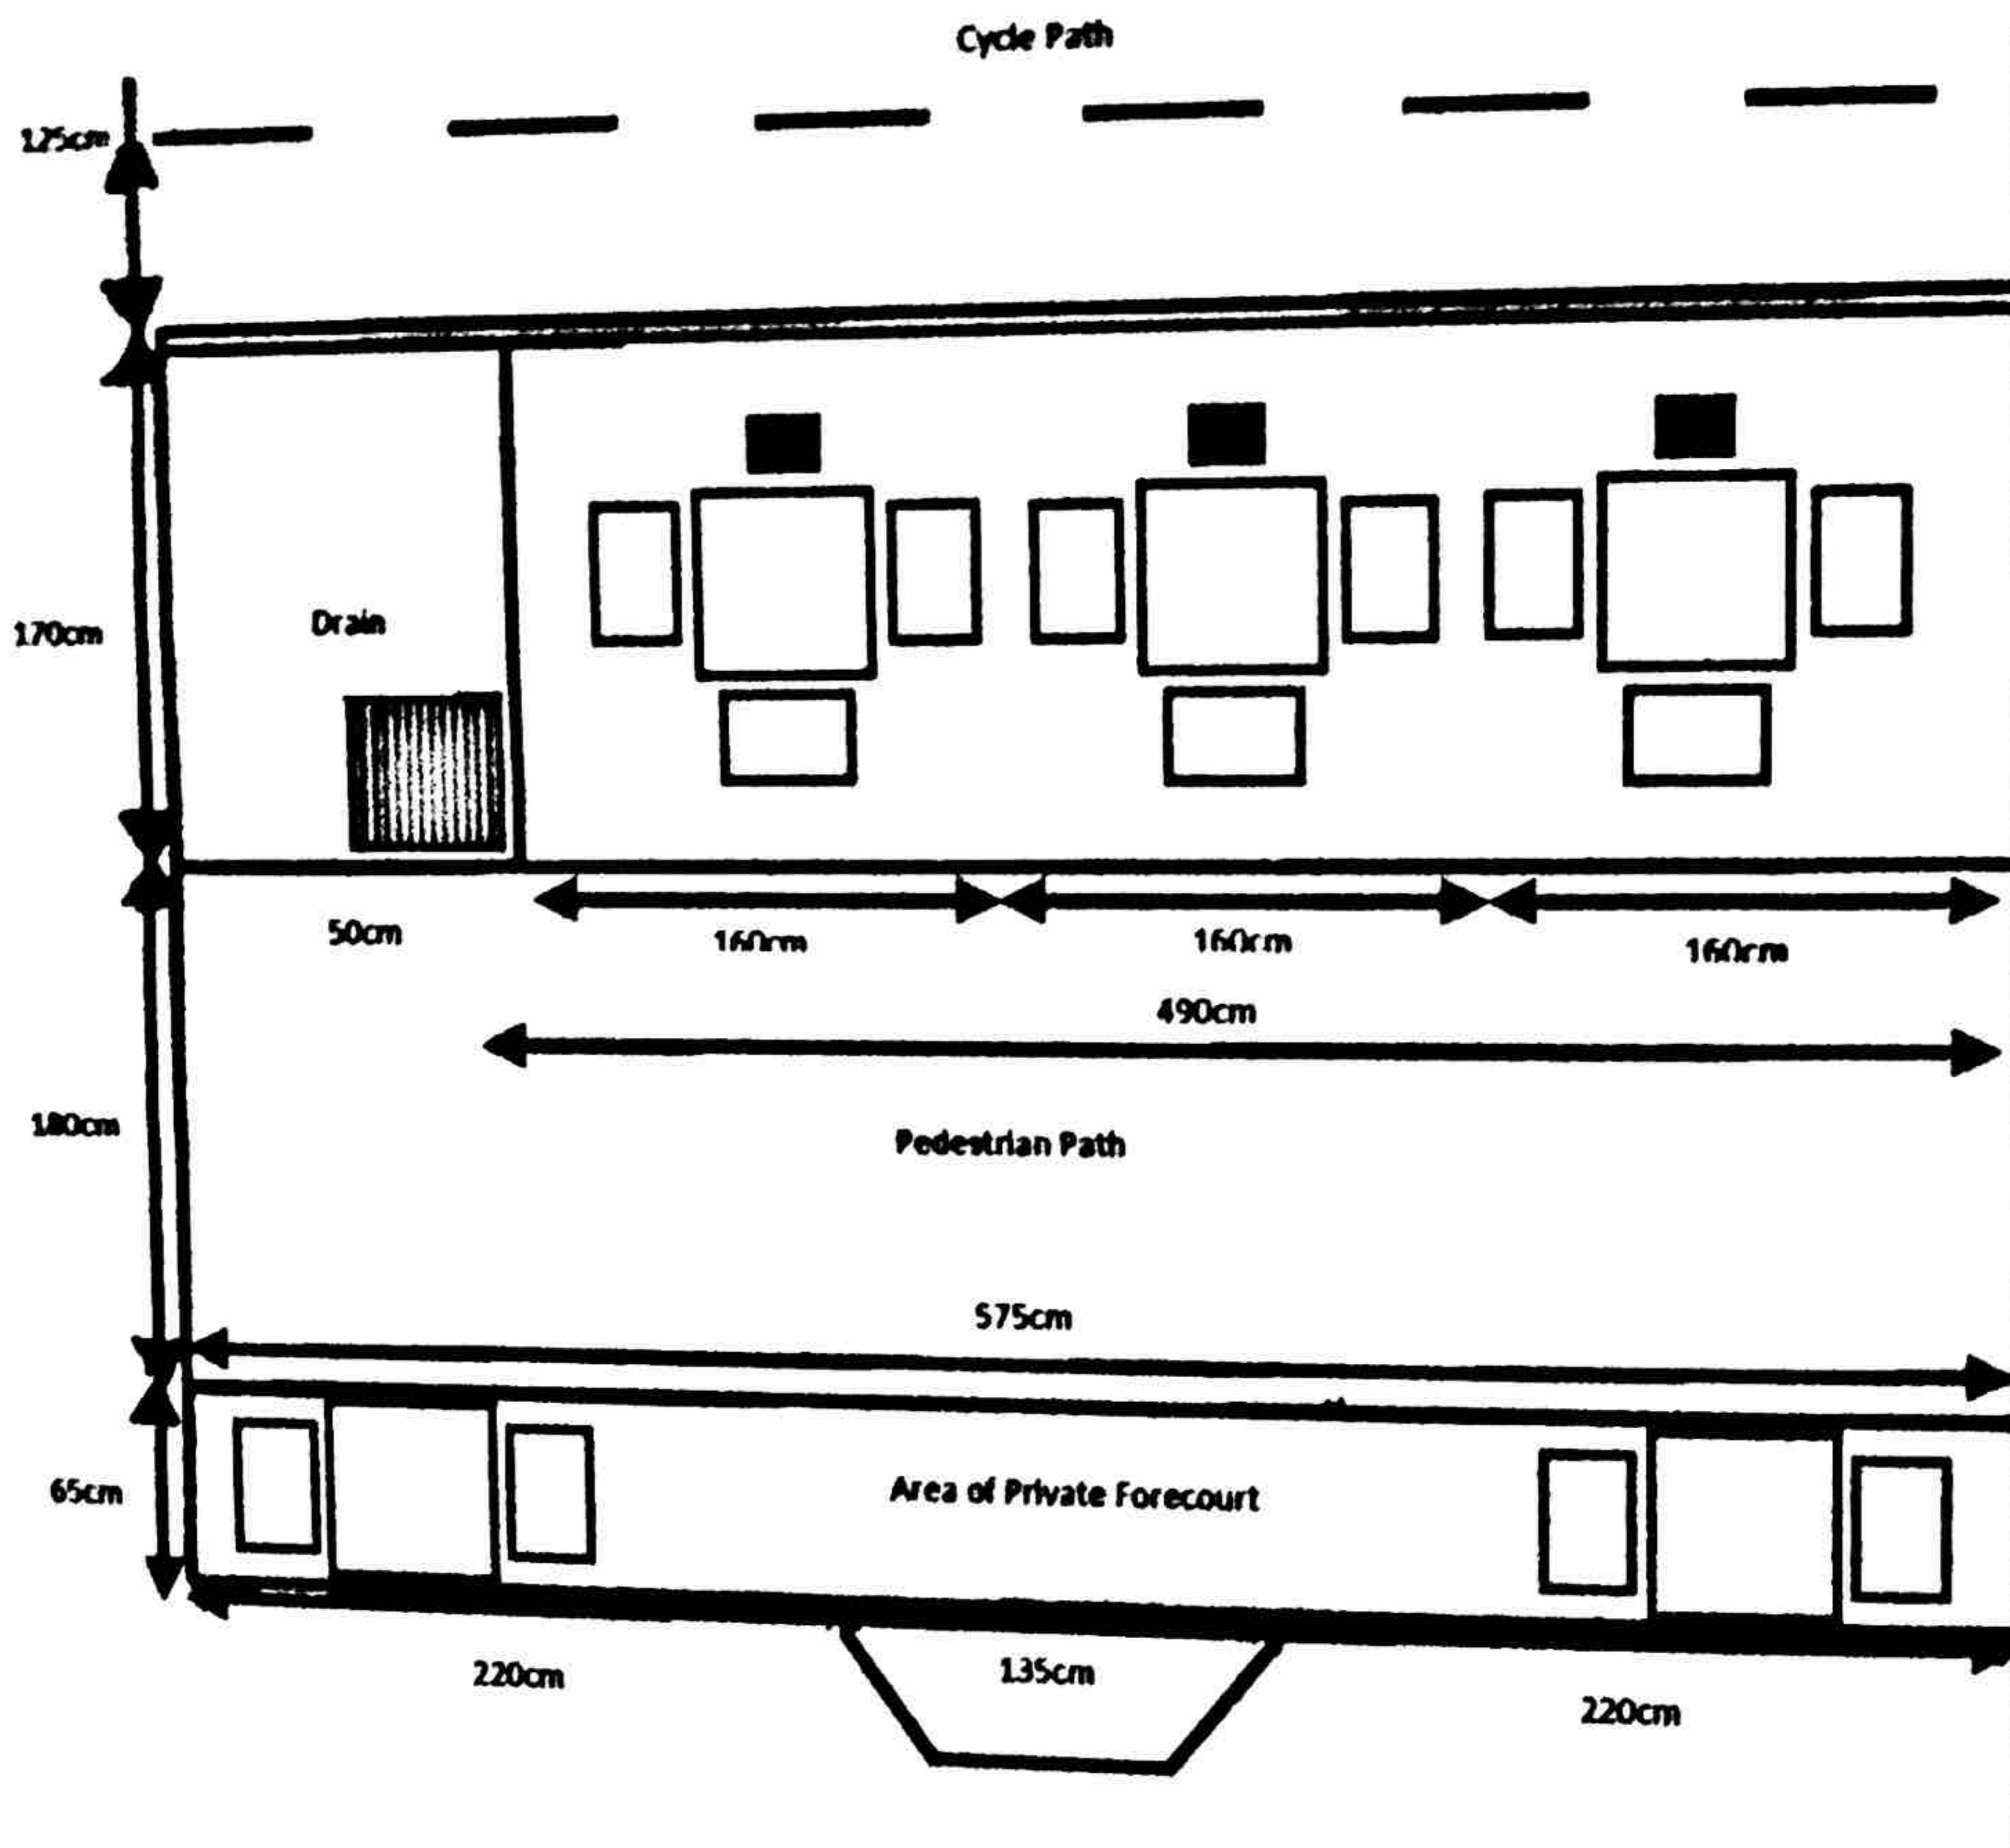 Cycle Path
125cm
170cm
Drain
50cm
160cm
160cm
160cm
490cm
180cm
Pedestrian Path
575cm
65cm
Area of Private Forecourt
220cm
135cm
220cm